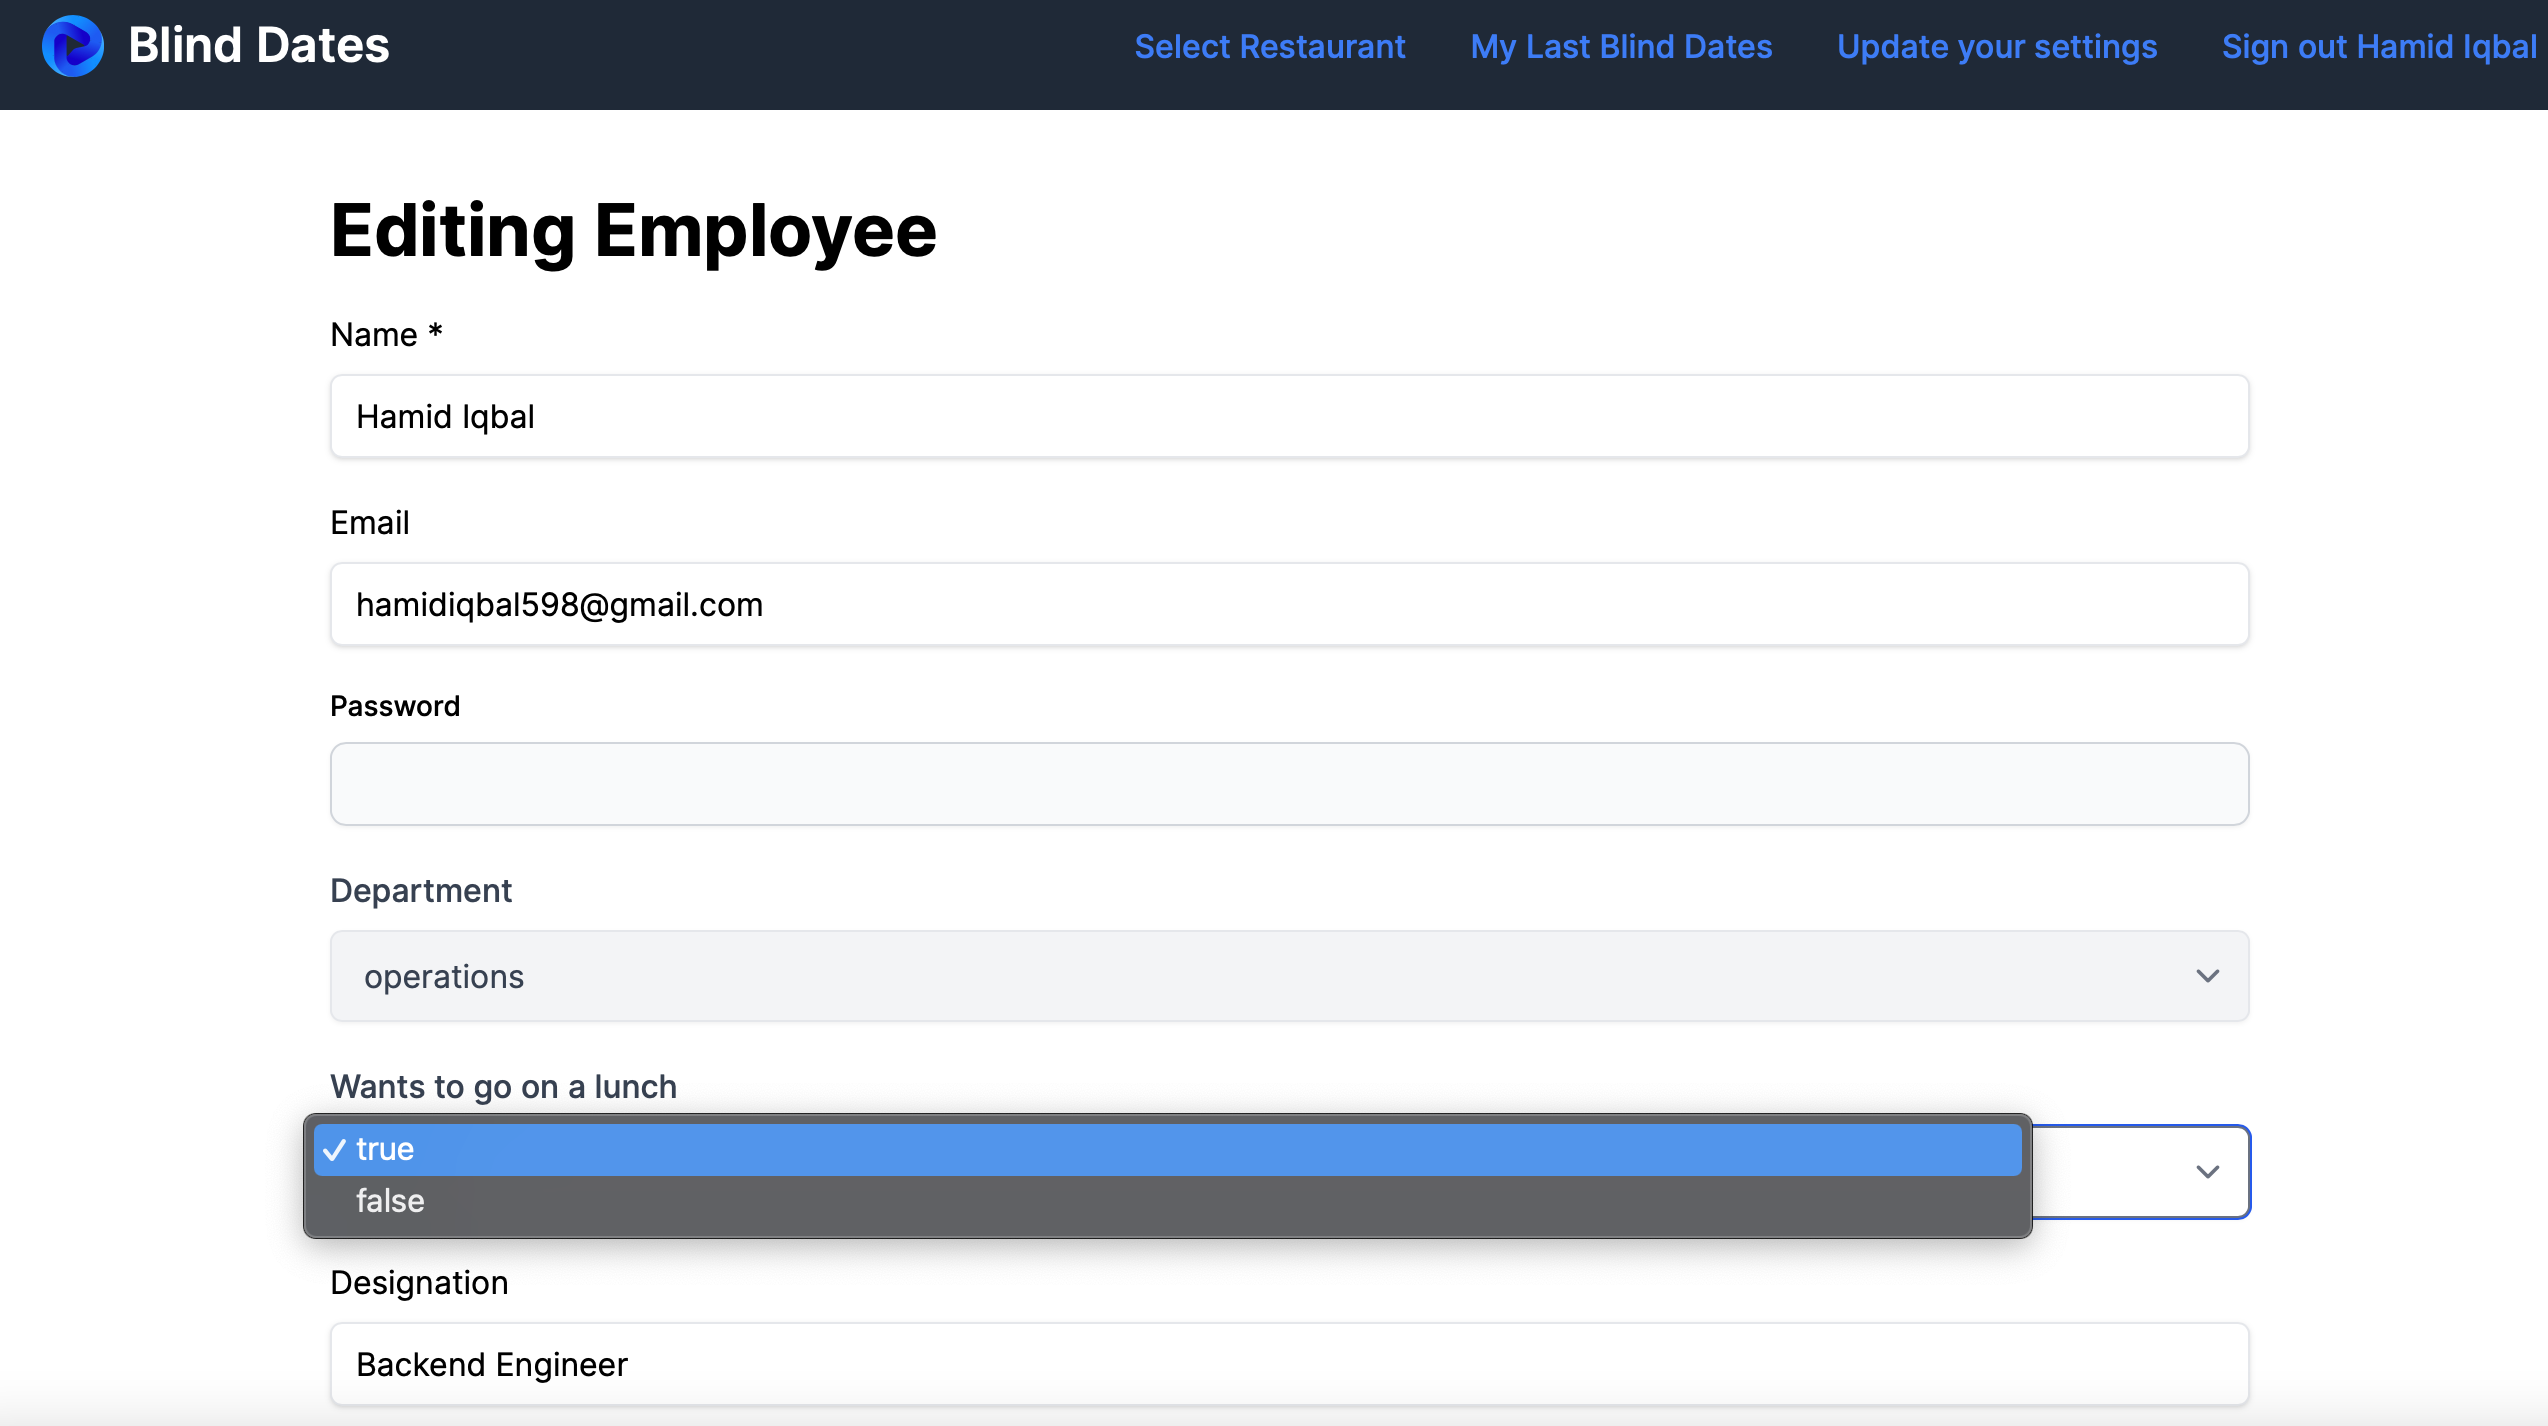 Blind Dates
Select Restaurant
My Last Blind Dates
Update your settings
Sign out Hamid Iqbal
Editing Employee
Name *
Hamid Iqbal
Email
hamidiqbal598@gmail.com
Password
Department
operations
Wants to go on a lunch
✓ true
false
Designation
Backend Engineer